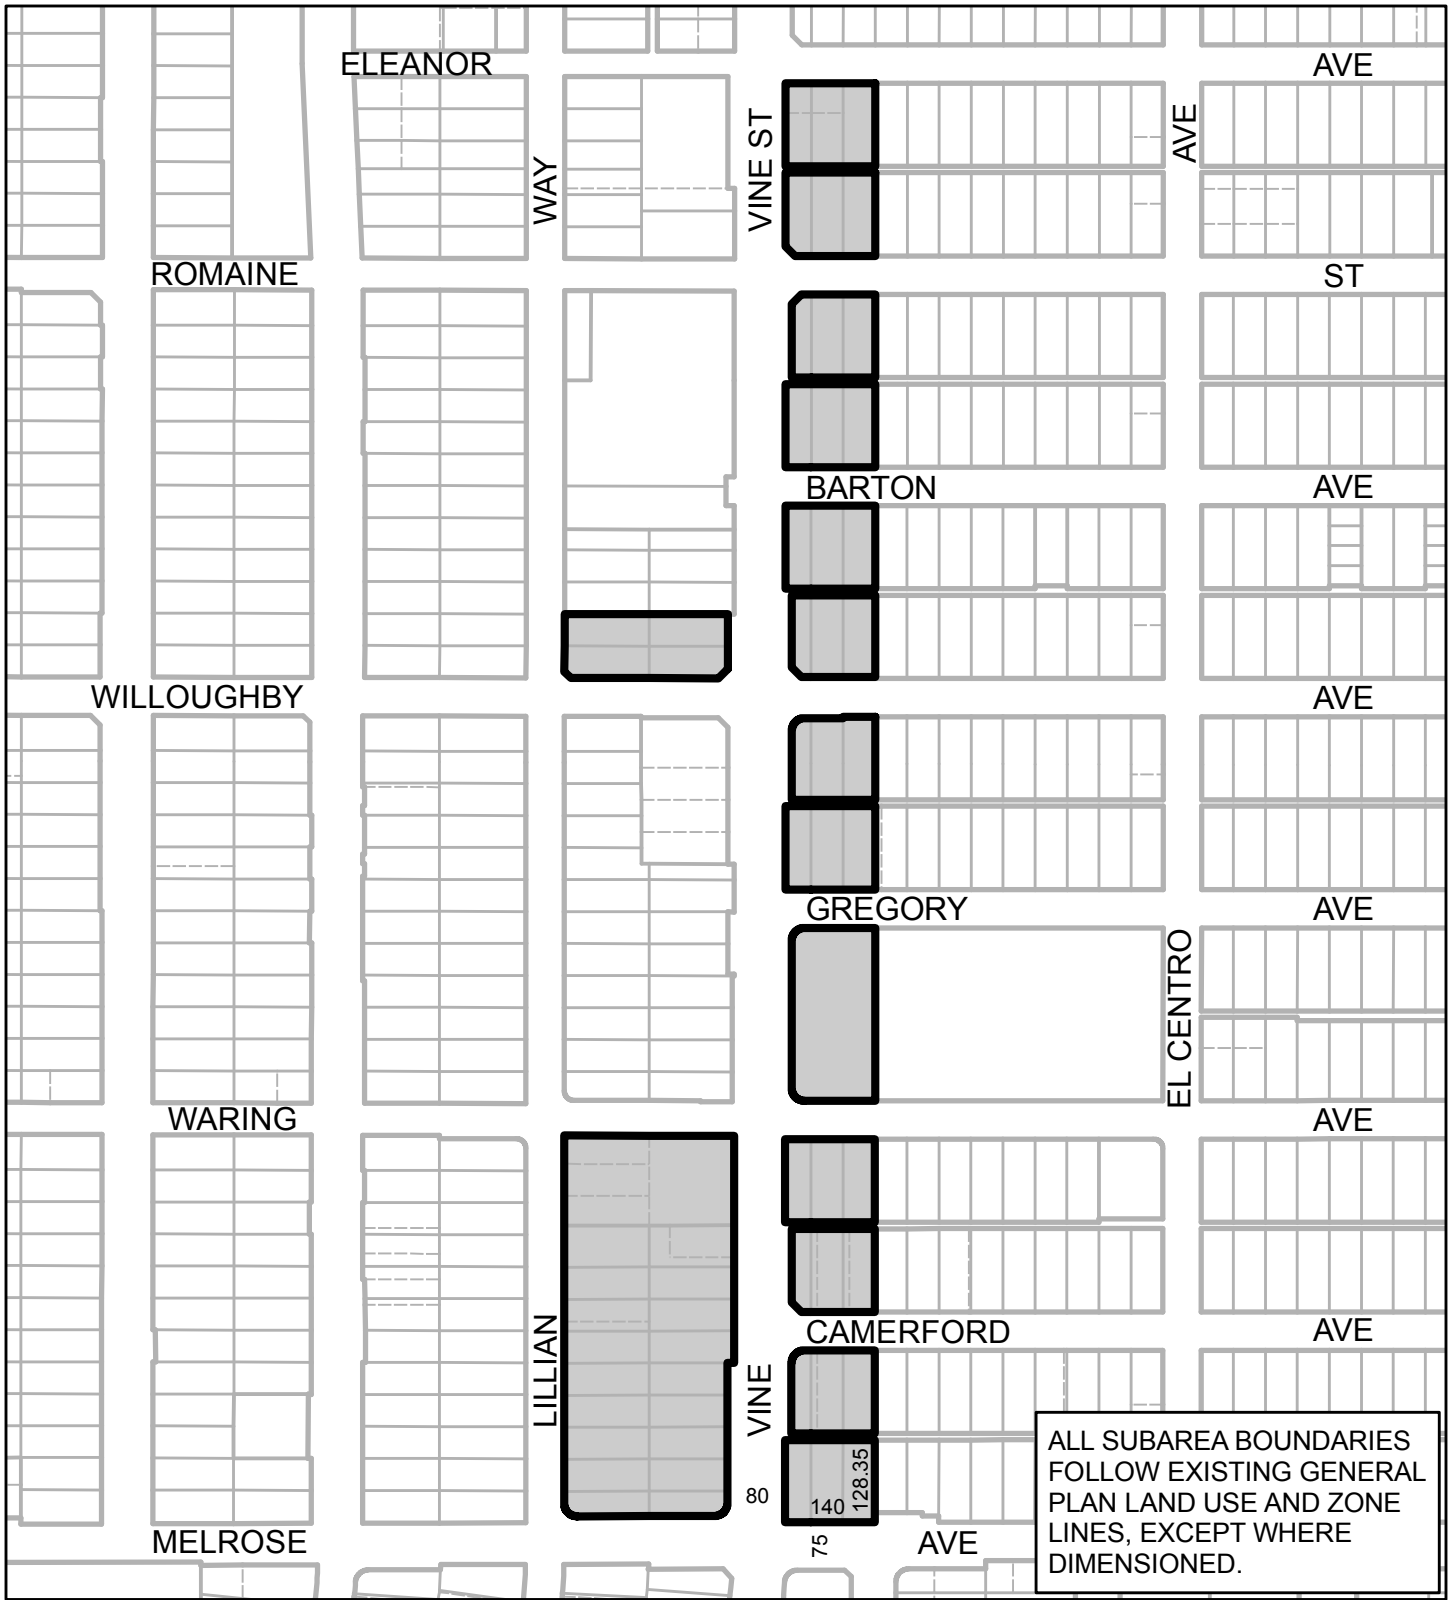 ELEANOR
AVE
VINE ST
AVE
WAY
ROMAINE
ST
BARTON
AVE
WILLOUGHBY
AVE
GREGORY
AVE
EL CENTRO
WARING
AVE
LILLIAN
CAMERFORD
AVE
VINE
ALL SUBAREA BOUNDARIES
FOLLOW EXISTING GENERAL
PLAN LAND USE AND ZONE
LINES, EXCEPT WHERE
DIMENSIONED.
128.35
80
140
75
MELROSE
AVE